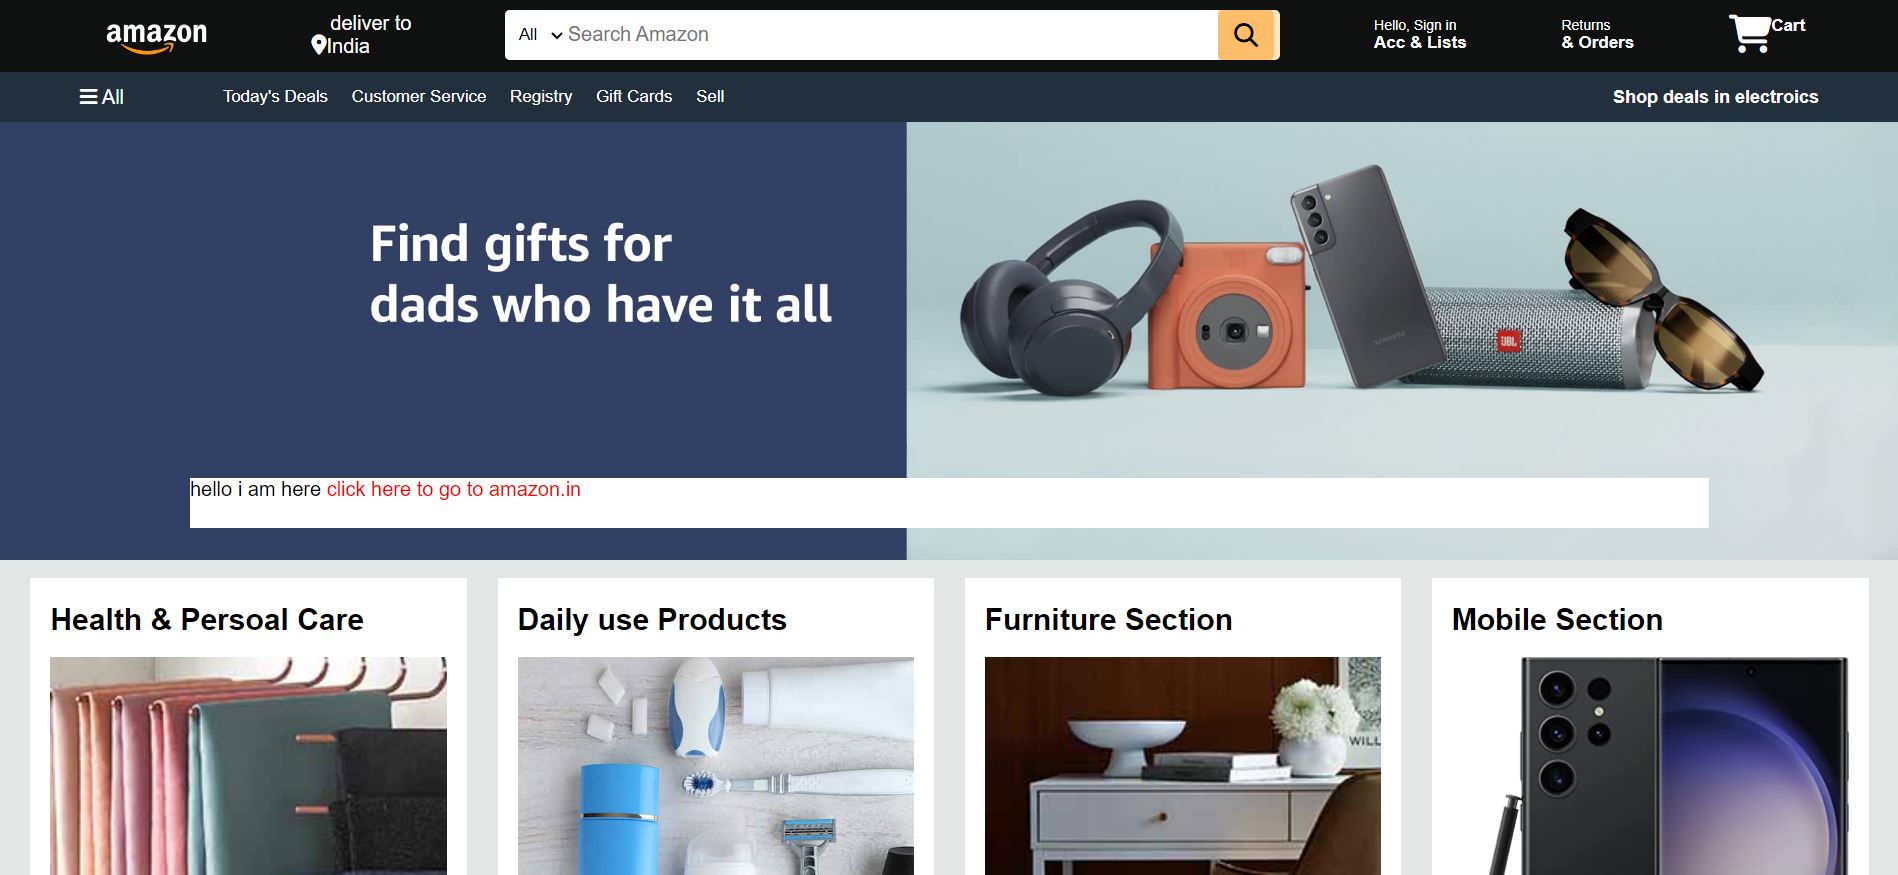 amazon
deliver to
India
All
Search Amazon
Hello, Sign in
Acc & Lists
Returns
& Orders
Cart
All
Today's Deals
Customer Service
Registry
Gift Cards
Sell
Shop deals in electroics
Find gifts for
dads who have it all
SAMSUNG
JBL
hello i am here click here to go to amazon.in
Health & Persoal Care
Daily use Products
Furniture Section
Mobile Section
WILL